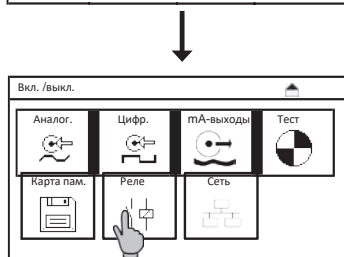 Вкл. /выкл.
Аналог. Цифр. mA-выходы Тест
Карта пам. Реле Сеть